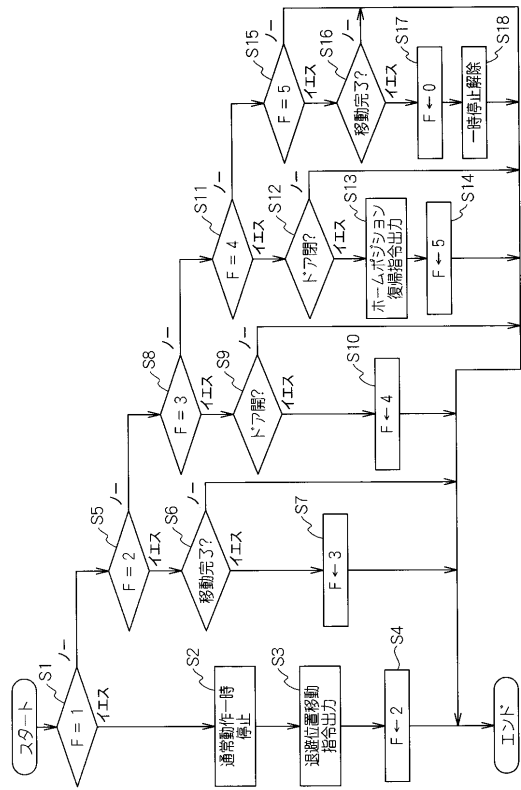 スタート
S1
F = 1
ノー
イエス
S2
通常動作一時
停止
S3
退避位置移動
指令出力
S4
F ← 2
エンド
S5
F = 2
ノー
イエス
S6
移動完了?
ノー
イエス
S7
F ← 3
S8
F = 3
ノー
イエス
S9
ドア開?
ノー
イエス
S10
F ← 4
S11
F = 4
ノー
イエス
S12
ドア閉?
ノー
イエス
S13
ホームポジション
復帰指令出力
S14
F ← 5
S15
F = 5
ノー
イエス
S16
移動完了?
ノー
イエス
S17
F ← 0
S18
一時停止解除